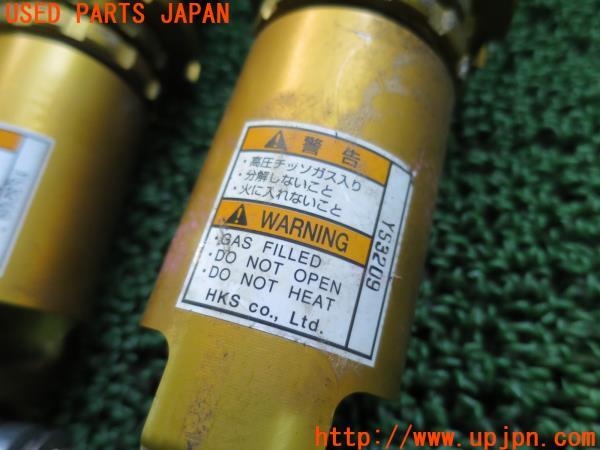 USED PARTS JAPAN
警告
・高圧チッソガス入り
・分解しないこと
・火に入れないこと
WARNING
・GAS FILLED
・DO NOT OPEN
・DO NOT HEAT
HKS co., Ltd.
YS3209
http://www.upjpn.com